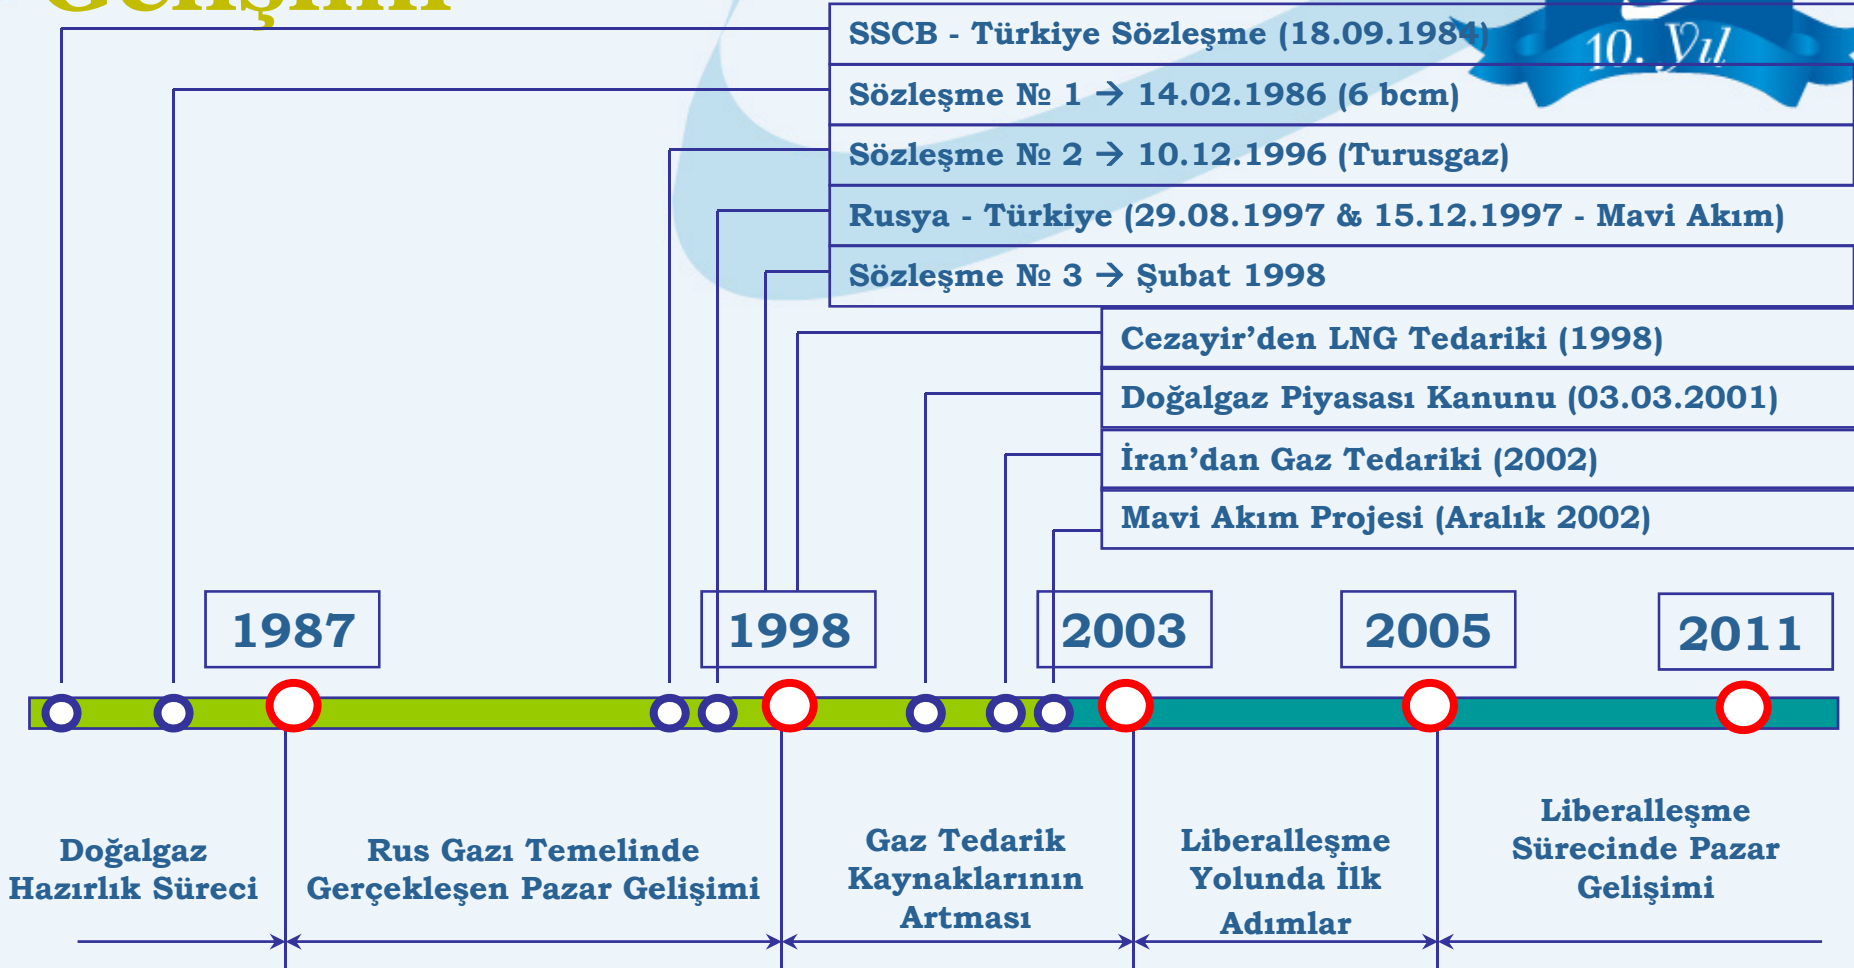 Gelişimi
10. Yıl
SSCB - Türkiye Sözleşme (18.09.1984)
Sözleşme № 1 → 14.02.1986 (6 bcm)
Sözleşme № 2 → 10.12.1996 (Turusgaz)
Rusya - Türkiye (29.08.1997 & 15.12.1997 - Mavi Akım)
Sözleşme № 3 → Şubat 1998
Cezayir’den LNG Tedariki (1998)
Doğalgaz Piyasası Kanunu (03.03.2001)
İran’dan Gaz Tedariki (2002)
Mavi Akım Projesi (Aralık 2002)
1987
1998
2003
2005
2011
Doğalgaz
Hazırlık Süreci
Rus Gazı Temelinde
Gerçekleşen Pazar Gelişimi
Gaz Tedarik
Kaynaklarının
Artması
Liberalleşme
Yolunda İlk
Adımlar
Liberalleşme
Sürecinde Pazar
Gelişimi